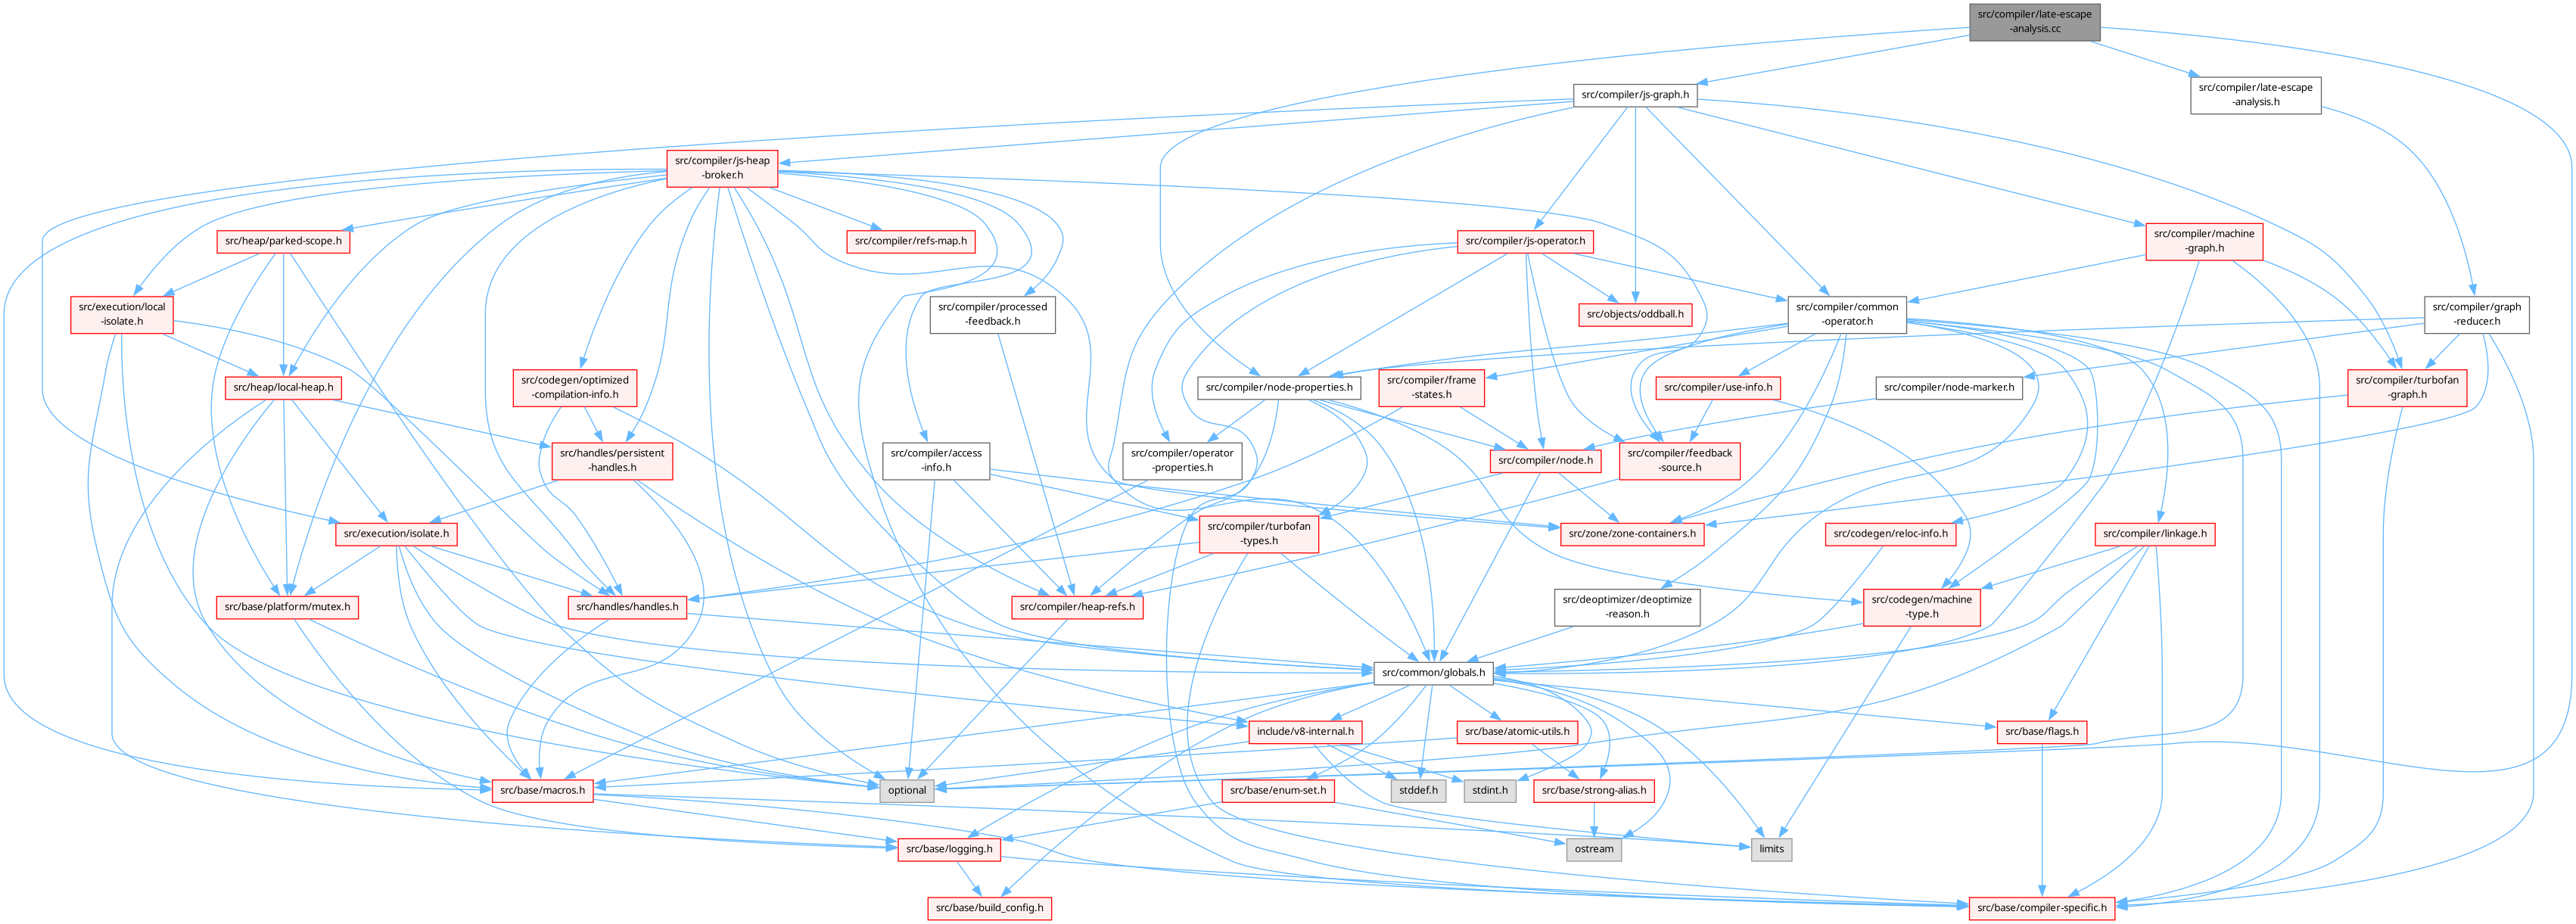 src/compiler/late-escape
-analysis.cc
src/compiler/js-graph.h
src/compiler/late-escape
-analysis.h
src/compiler/js-heap
-broker.h
src/heap/parked-scope.h
src/compiler/refs-map.h
src/compiler/js-operator.h
src/compiler/machine
-graph.h
src/execution/local
-isolate.h
src/compiler/processed
-feedback.h
src/objects/oddball.h
src/compiler/common
-operator.h
src/compiler/graph
-reducer.h
src/heap/local-heap.h
src/codegen/optimized
-compilation-info.h
src/compiler/node-properties.h
src/compiler/frame
-states.h
src/compiler/use-info.h
src/compiler/node-marker.h
src/compiler/turbofan
-graph.h
src/handles/persistent
-handles.h
src/compiler/access
-info.h
src/compiler/operator
-properties.h
src/compiler/node.h
src/compiler/feedback
-source.h
src/execution/isolate.h
src/compiler/turbofan
-types.h
src/zone/zone-containers.h
src/codegen/reloc-info.h
src/compiler/linkage.h
src/base/platform/mutex.h
src/handles/handles.h
src/compiler/heap-refs.h
src/deoptimizer/deoptimize
-reason.h
src/codegen/machine
-type.h
src/common/globals.h
include/v8-internal.h
src/base/atomic-utils.h
src/base/flags.h
src/base/macros.h
optional
src/base/enum-set.h
stddef.h
stdint.h
src/base/strong-alias.h
src/base/logging.h
ostream
limits
src/base/build_config.h
src/base/compiler-specific.h